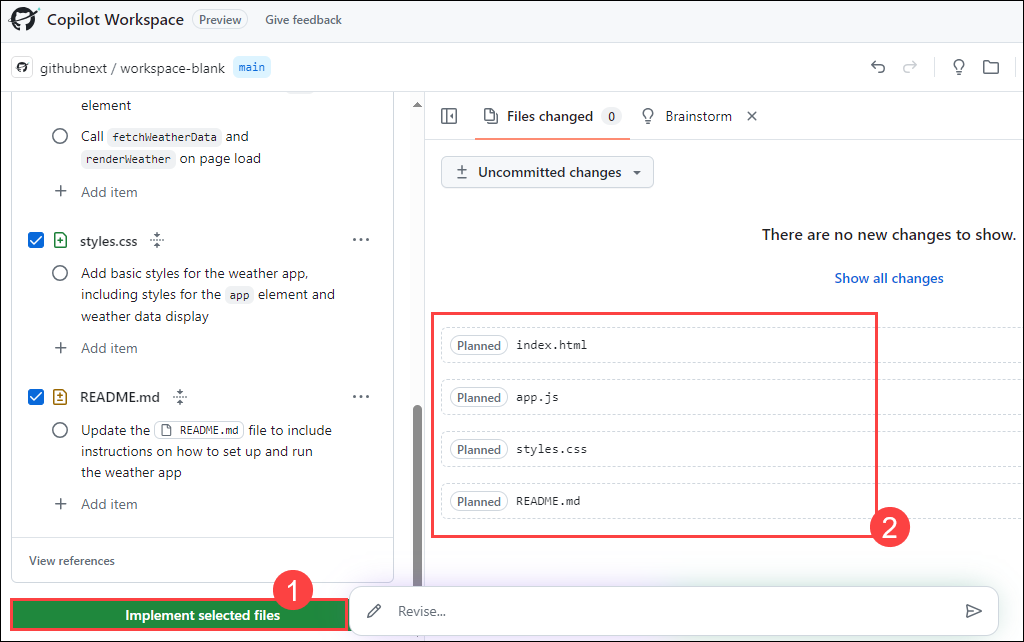 Copilot Workspace Preview Give feedback
githubnext / workspace-blank main
element
Call fetchWeatherData and
renderWeather on page load
Add item
styles.css
Add basic styles for the weather app,
including styles for the app element and
weather data display
Add item
README.md
Update the README.md file to include
instructions on how to set up and run
the weather app
Add item
View references
1
Implement selected files
Files changed 0 Brainstorm
Uncommitted changes
There are no new changes to show.
Show all changes
Planned index.html
Planned app.js
Planned styles.css
Planned README.md
2
Revise...